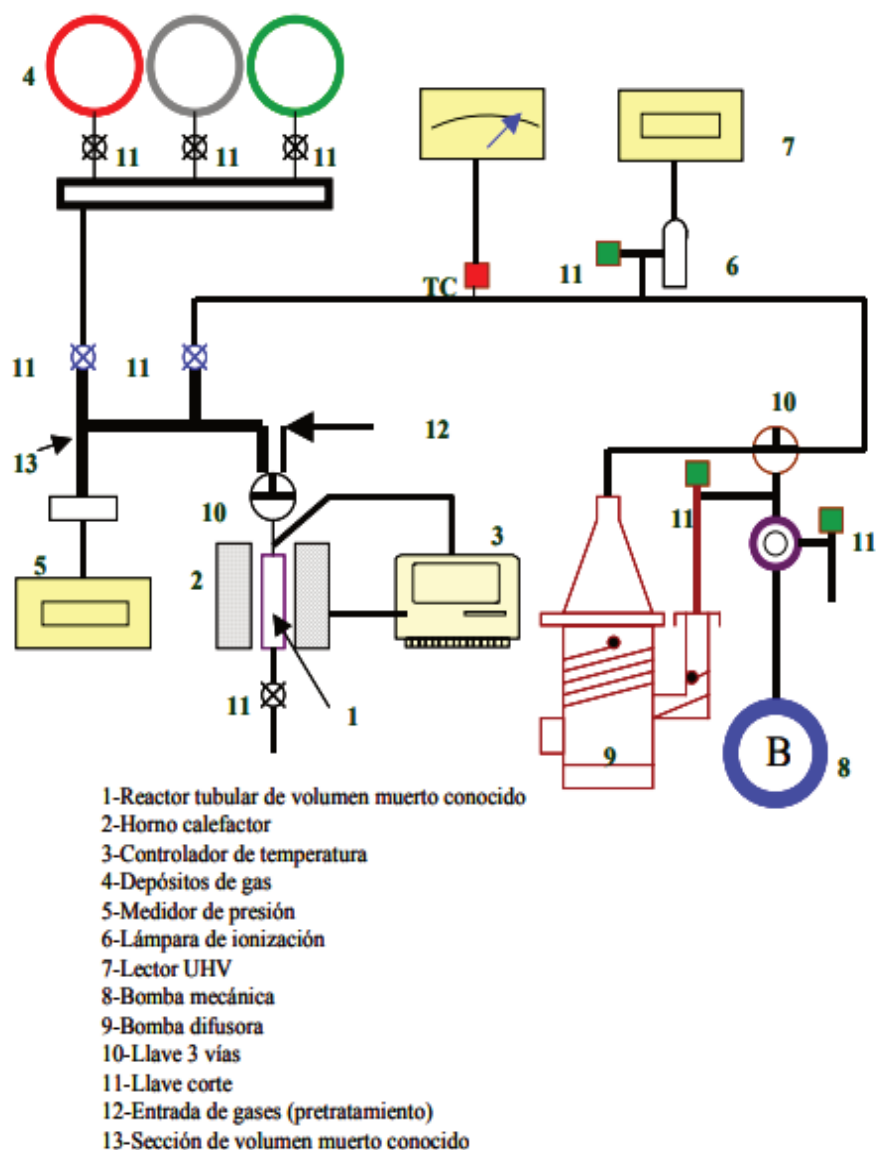 4
11 11 11
7
11
6
TC
11 11
10
12
13
10
11
11
3
5
2
11
1
9
B
8
1-Reactor tubular de volumen muerto conocido
2-Horno calefactor
3-Controlador de temperatura
4-Depósitos de gas
5-Medidor de presión
6-Lámpara de ionización
7-Lector UHV
8-Bomba mecánica
9-Bomba difusora
10-Llave 3 vías
11-Llave corte
12-Entrada de gases (pretratamiento)
13-Sección de volumen muerto conocido